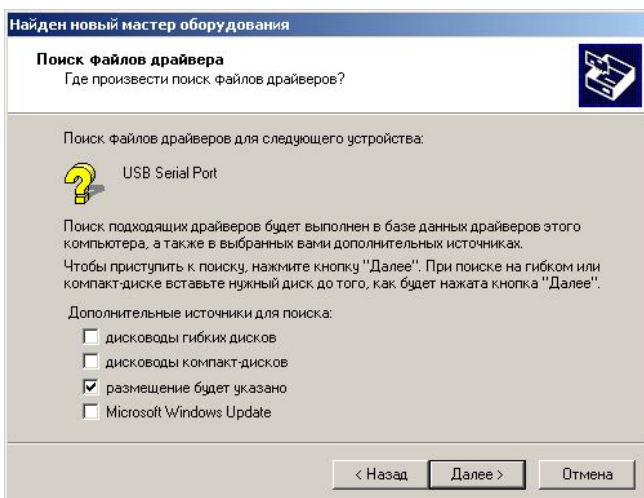 Найден новый мастер оборудования
Поиск файлов драйвера
Где произвести поиск файлов драйверов?
Поиск файлов драйверов для следующего устройства:
USB Serial Port
Поиск подходящих драйверов будет выполнен в базе данных драйверов этого
компьютера, а также в выбранных вами дополнительных источниках.
Чтобы приступить к поиску, нажмите кнопку "Далее". При поиске на гибком или
компакт-диске вставьте нужный диск до того, как будет нажата кнопка "Далее".
Дополнительные источники для поиска:
дисководы гибких дисков
дисководы компакт-дисков
размещение будет указано
Microsoft Windows Update
< Назад Далее > Отмена